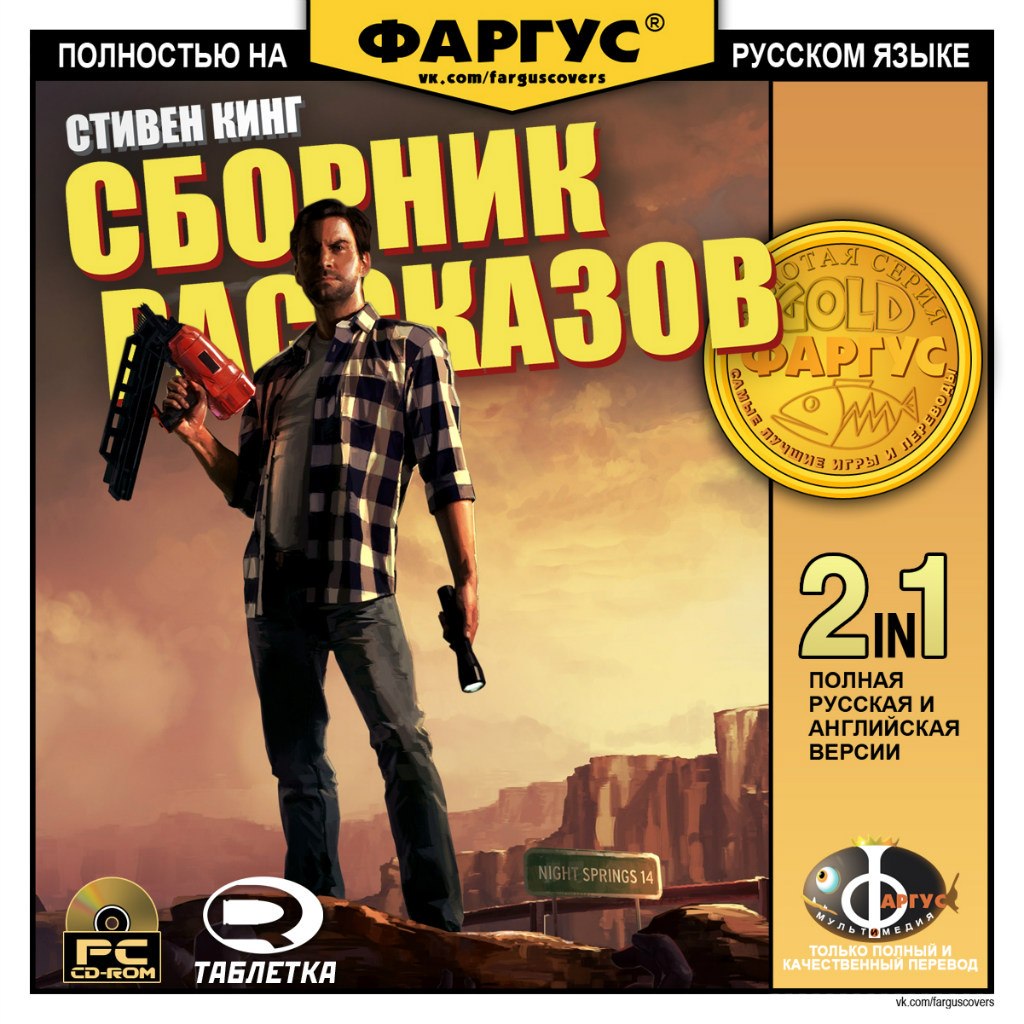 ПОЛНОСТЬЮ НА
ФАРГУС®
vk.com/farguscovers
РУССКОМ ЯЗЫКЕ
СТИВЕН КИНГ
СБОРНИК
РАССКАЗОВ
ЗОЛОТАЯ СЕРИЯ
GOLD
ФАРГУС
САМЫЕ ЛУЧШИЕ ИГРЫ И ПЕРЕВОДЫ
2IN1
ПОЛНАЯ
РУССКАЯ И
АНГЛИЙСКАЯ
ВЕРСИИ
NIGHT SPRINGS 14
PC
CD-ROM
R
ТАБЛЕТКА
ФАРГУС
МУЛЬТИМЕДИЯ
ТОЛЬКО ПОЛНЫЙ И
КАЧЕСТВЕННЫЙ ПЕРЕВОД
vk.com/farguscovers